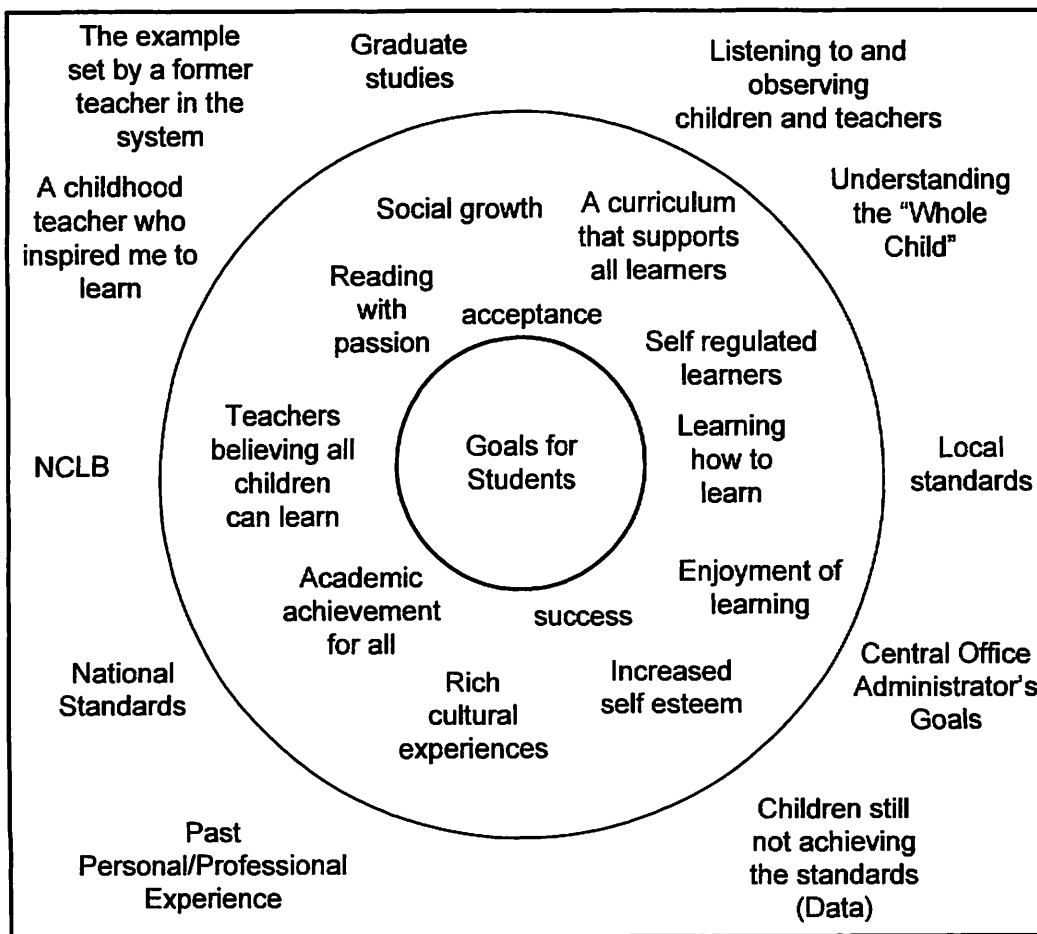 The example
set by a former
teacher in the
system
Graduate
studies
Listening to and
observing
children and teachers
A childhood
teacher who
inspired me to
learn
Understanding
the "Whole
Child"
Social growth
A curriculum
that supports
all learners
Reading
with
passion
acceptance
Self regulated
learners
Teachers
believing all
children
can learn
Goals for
Students
Learning
how to
learn
NCLB
Local
standards
Academic
achievement
for all
success
Enjoyment of
learning
National
Standards
Rich
cultural
experiences
Increased
self esteem
Central Office
Administrator's
Goals
Past
Personal/Professional
Experience
Children still
not achieving
the standards
(Data)